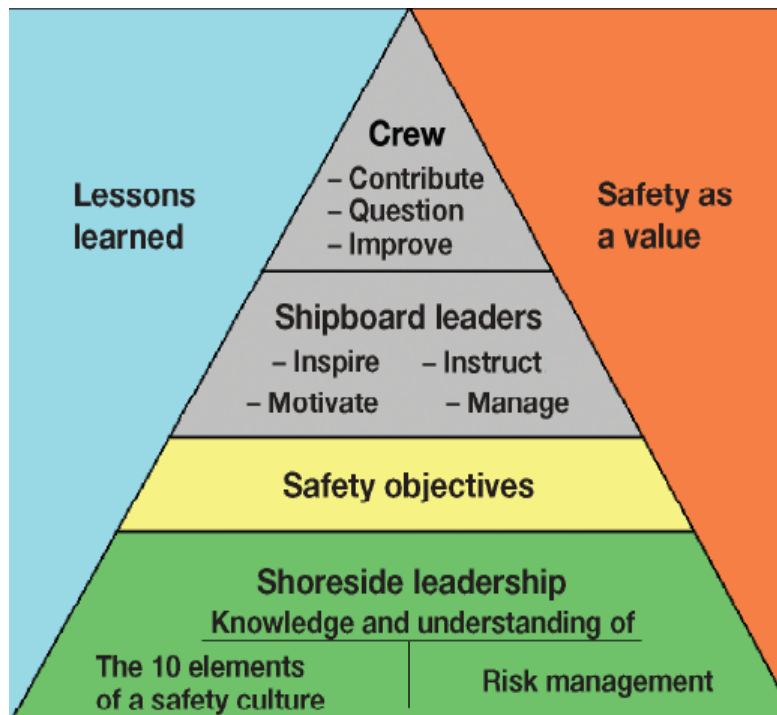 Lessons
learned
Crew
– Contribute
– Question
– Improve
Safety as
a value
Shipboard leaders
– Inspire – Instruct
– Motivate – Manage
Safety objectives
Shoreside leadership
Knowledge and understanding of
The 10 elements
of a safety culture
Risk management